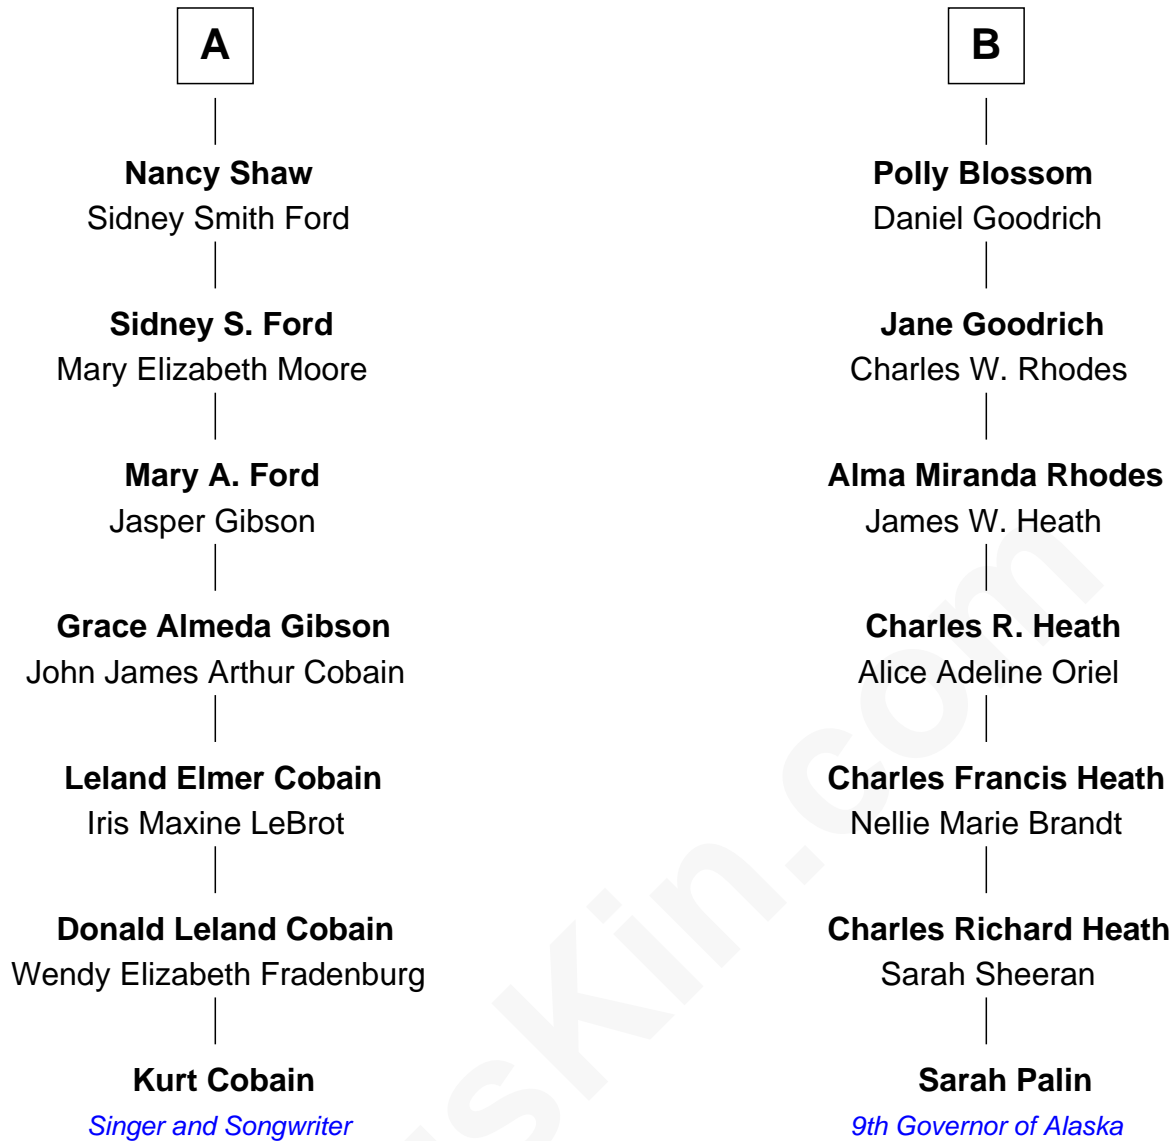 A
Nancy Shaw
Sidney Smith Ford
Sidney S. Ford
Mary Elizabeth Moore
Mary A. Ford
Jasper Gibson
Grace Almeda Gibson
John James Arthur Cobain
Leland Elmer Cobain
Iris Maxine LeBrot
Donald Leland Cobain
Wendy Elizabeth Fradenburg
Kurt Cobain
Singer and Songwriter
B
Polly Blossom
Daniel Goodrich
Jane Goodrich
Charles W. Rhodes
Alma Miranda Rhodes
James W. Heath
Charles R. Heath
Alice Adeline Oriel
Charles Francis Heath
Nellie Marie Brandt
Charles Richard Heath
Sarah Sheeran
Sarah Palin
9th Governor of Alaska
usKin.com